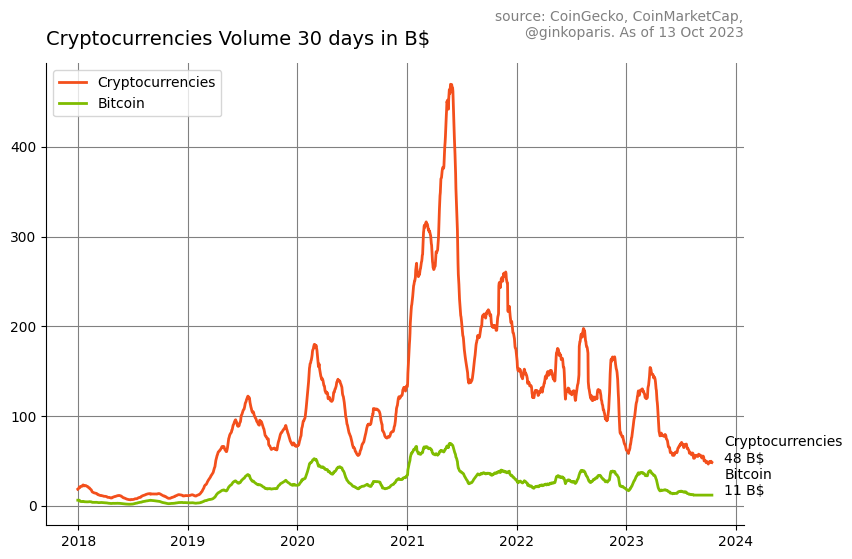 source: CoinGecko, CoinMarketCap,
@ginkoparis. As of 13 Oct 2023
Cryptocurrencies Volume 30 days in B$
Cryptocurrencies
Bitcoin
400
300
200
100
0
Cryptocurrencies
48 B$
Bitcoin
11 B$
2018
2019
2020
2021
2022
2023
2024